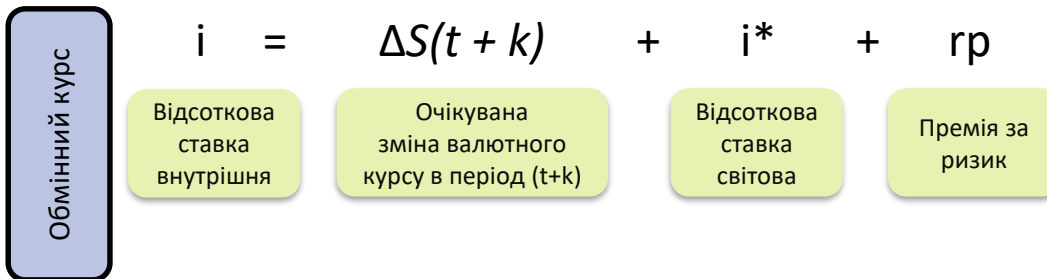 Обмінний курс
i = ΔS(t + k) + i* + rp
Відсоткова
ставка
внутрішня
Очікувана
зміна валютного
курсу в період (t+k)
Відсоткова
ставка
світова
Премія за
ризик